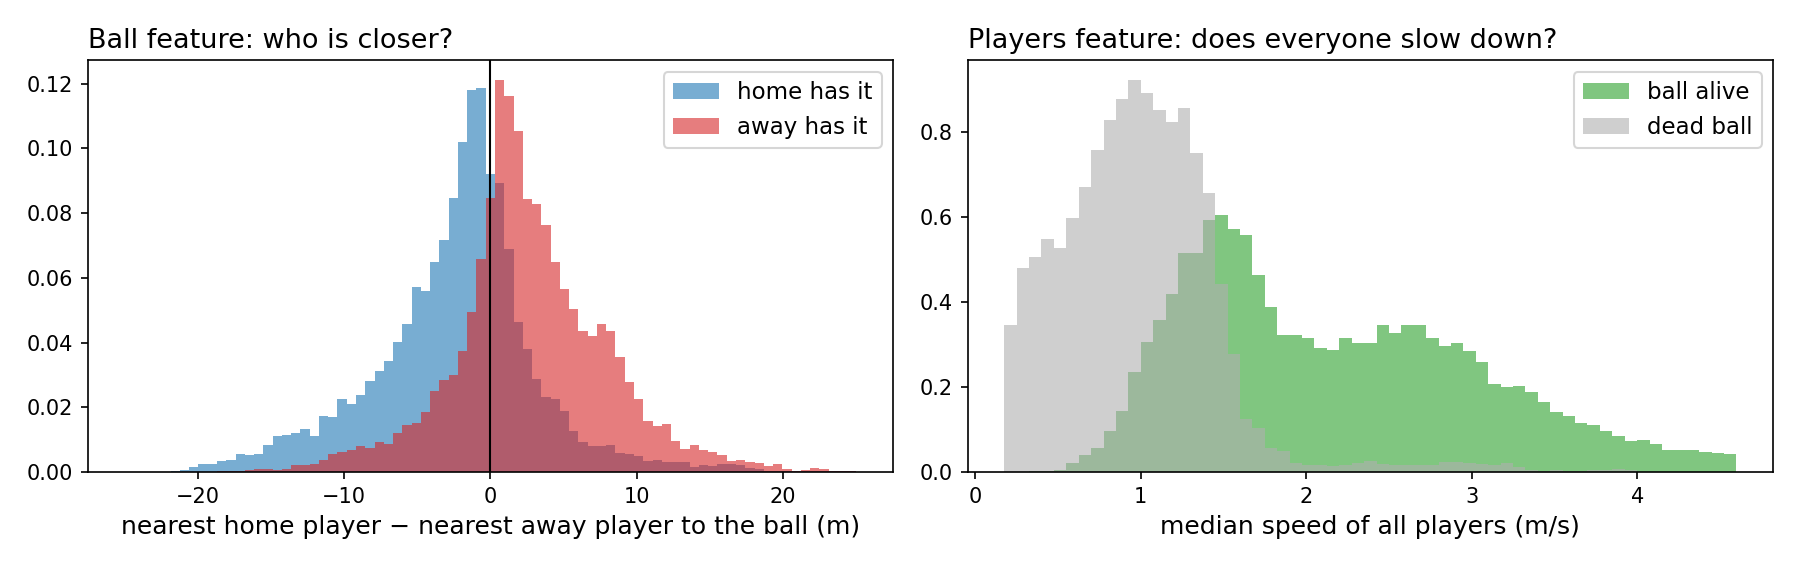 Ball feature: who is closer?
0.12
0.10
0.08
0.06
0.04
0.02
0.00
−20
−10
0
10
20
nearest home player − nearest away player to the ball (m)
home has it
away has it
Players feature: does everyone slow down?
0.8
0.6
0.4
0.2
0.0
0
1
2
3
4
median speed of all players (m/s)
ball alive
dead ball